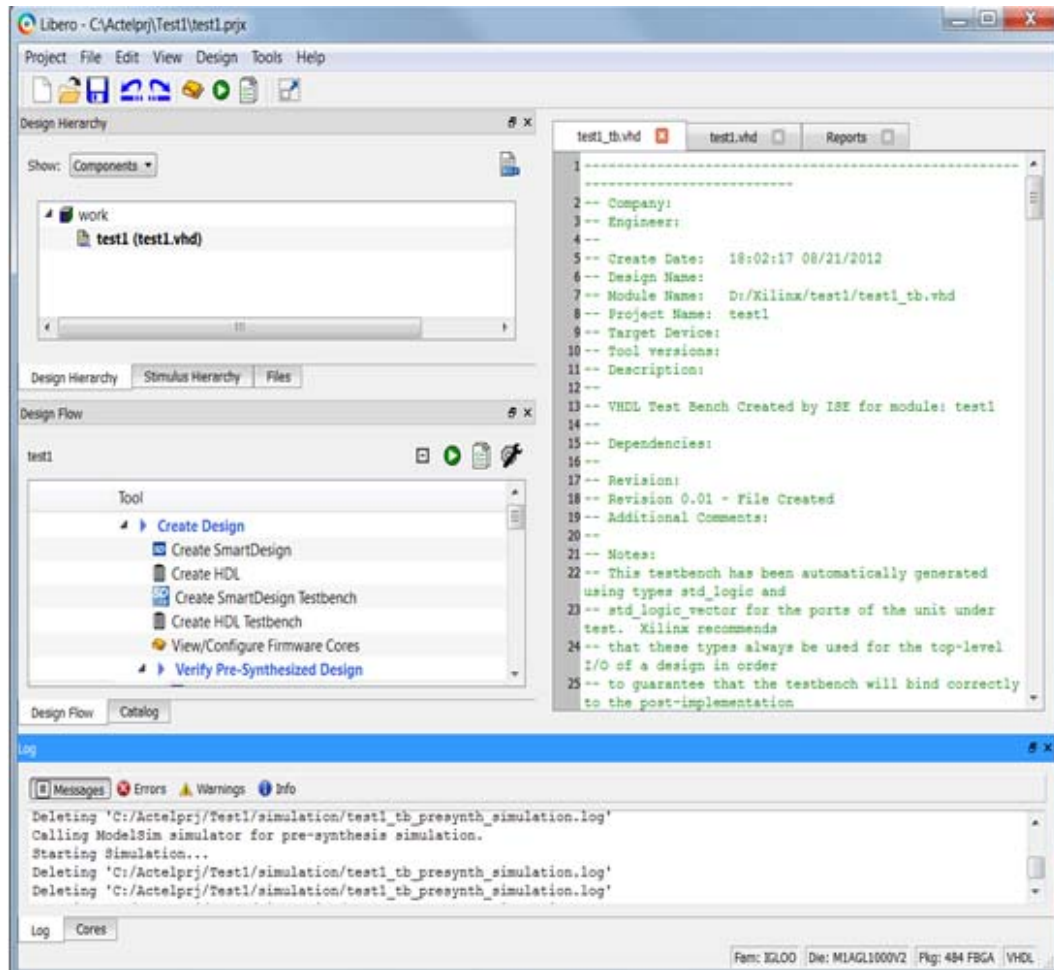 Libero - C:\Actelprj\Test1\test1.prjx
Project File Edit View Design Tools Help
Design Hierarchy
Show: Components
work
test1 (test1.vhd)
Design Hierarchy Stimulus Hierarchy Files
Design Flow
test1
Tool
Create Design
Create SmartDesign
Create HDL
Create SmartDesign Testbench
Create HDL Testbench
View/Configure Firmware Cores
Verify Pre-Synthesized Design
Design Flow Catalog
test1_tb.vhd test1.vhd Reports
1 --------------------------------------------------------------
--------------------------
2 -- Company:
3 -- Engineer:
4 --
5 -- Create Date: 18:02:17 08/21/2012
6 -- Design Name:
7 -- Module Name: D:/Xilinx/test1/test1_tb.vhd
8 -- Project Name: test1
9 -- Target Device:
10 -- Tool versions:
11 -- Description:
12 --
13 -- VHDL Test Bench Created by ISE for module: test1
14 --
15 -- Dependencies:
16 --
17 -- Revision:
18 -- Revision 0.01 - File Created
19 -- Additional Comments:
20 --
21 -- Notes:
22 -- This testbench has been automatically generated
using types std_logic and
23 -- std_logic_vector for the ports of the unit under
test. Xilinx recommends
24 -- that these types always be used for the top-level
I/O of a design in order
25 -- to guarantee that the testbench will bind correctly
to the post-implementation
Log
Messages Errors Warnings Info
Deleting 'C:/Actelprj/Test1/simulation/test1_tb_presynth_simulation.log'
Calling ModelSim simulator for pre-synthesis simulation.
Starting Simulation...
Deleting 'C:/Actelprj/Test1/simulation/test1_tb_presynth_simulation.log'
Deleting 'C:/Actelprj/Test1/simulation/test1_tb_presynth_simulation.log'
Log Cores
Fam: IGLOO Die: M1AGL1000V2 Pkg: 484 FBGA VHDL